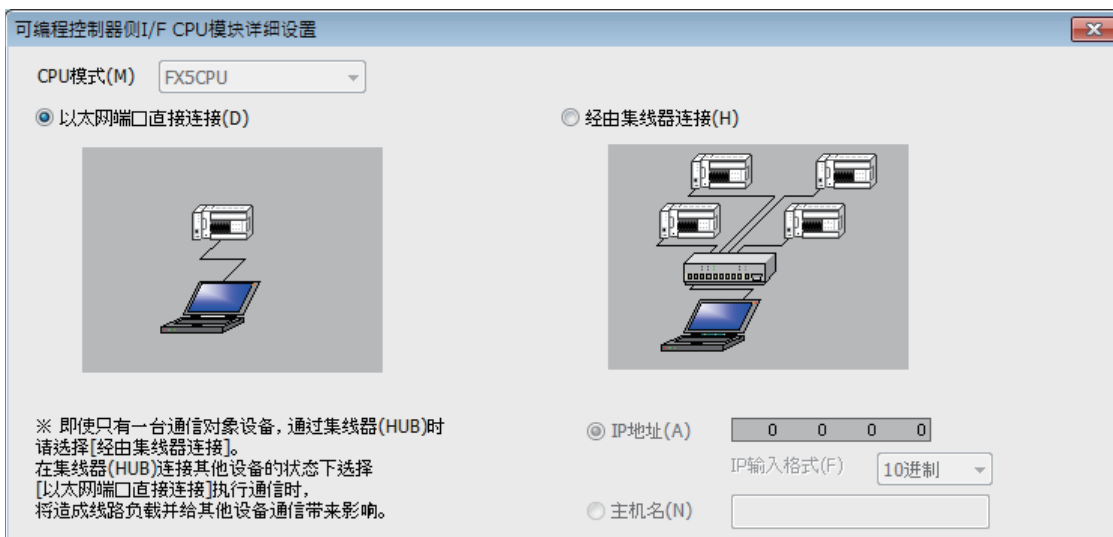 可编程控制器侧I/F CPU模块详细设置
CPU模式(M) FX5CPU
以太网端口直接连接(D)
经由集线器连接(H)
※ 即使只有一台通信对象设备,通过集线器(HUB)时
请选择[经由集线器连接]。
在集线器(HUB)连接其他设备的状态下选择
[以太网端口直接连接]执行通信时,
将造成线路负载并给其他设备通信带来影响。
IP地址(A) 0 0 0 0
IP输入格式(F) 10进制
主机名(N)